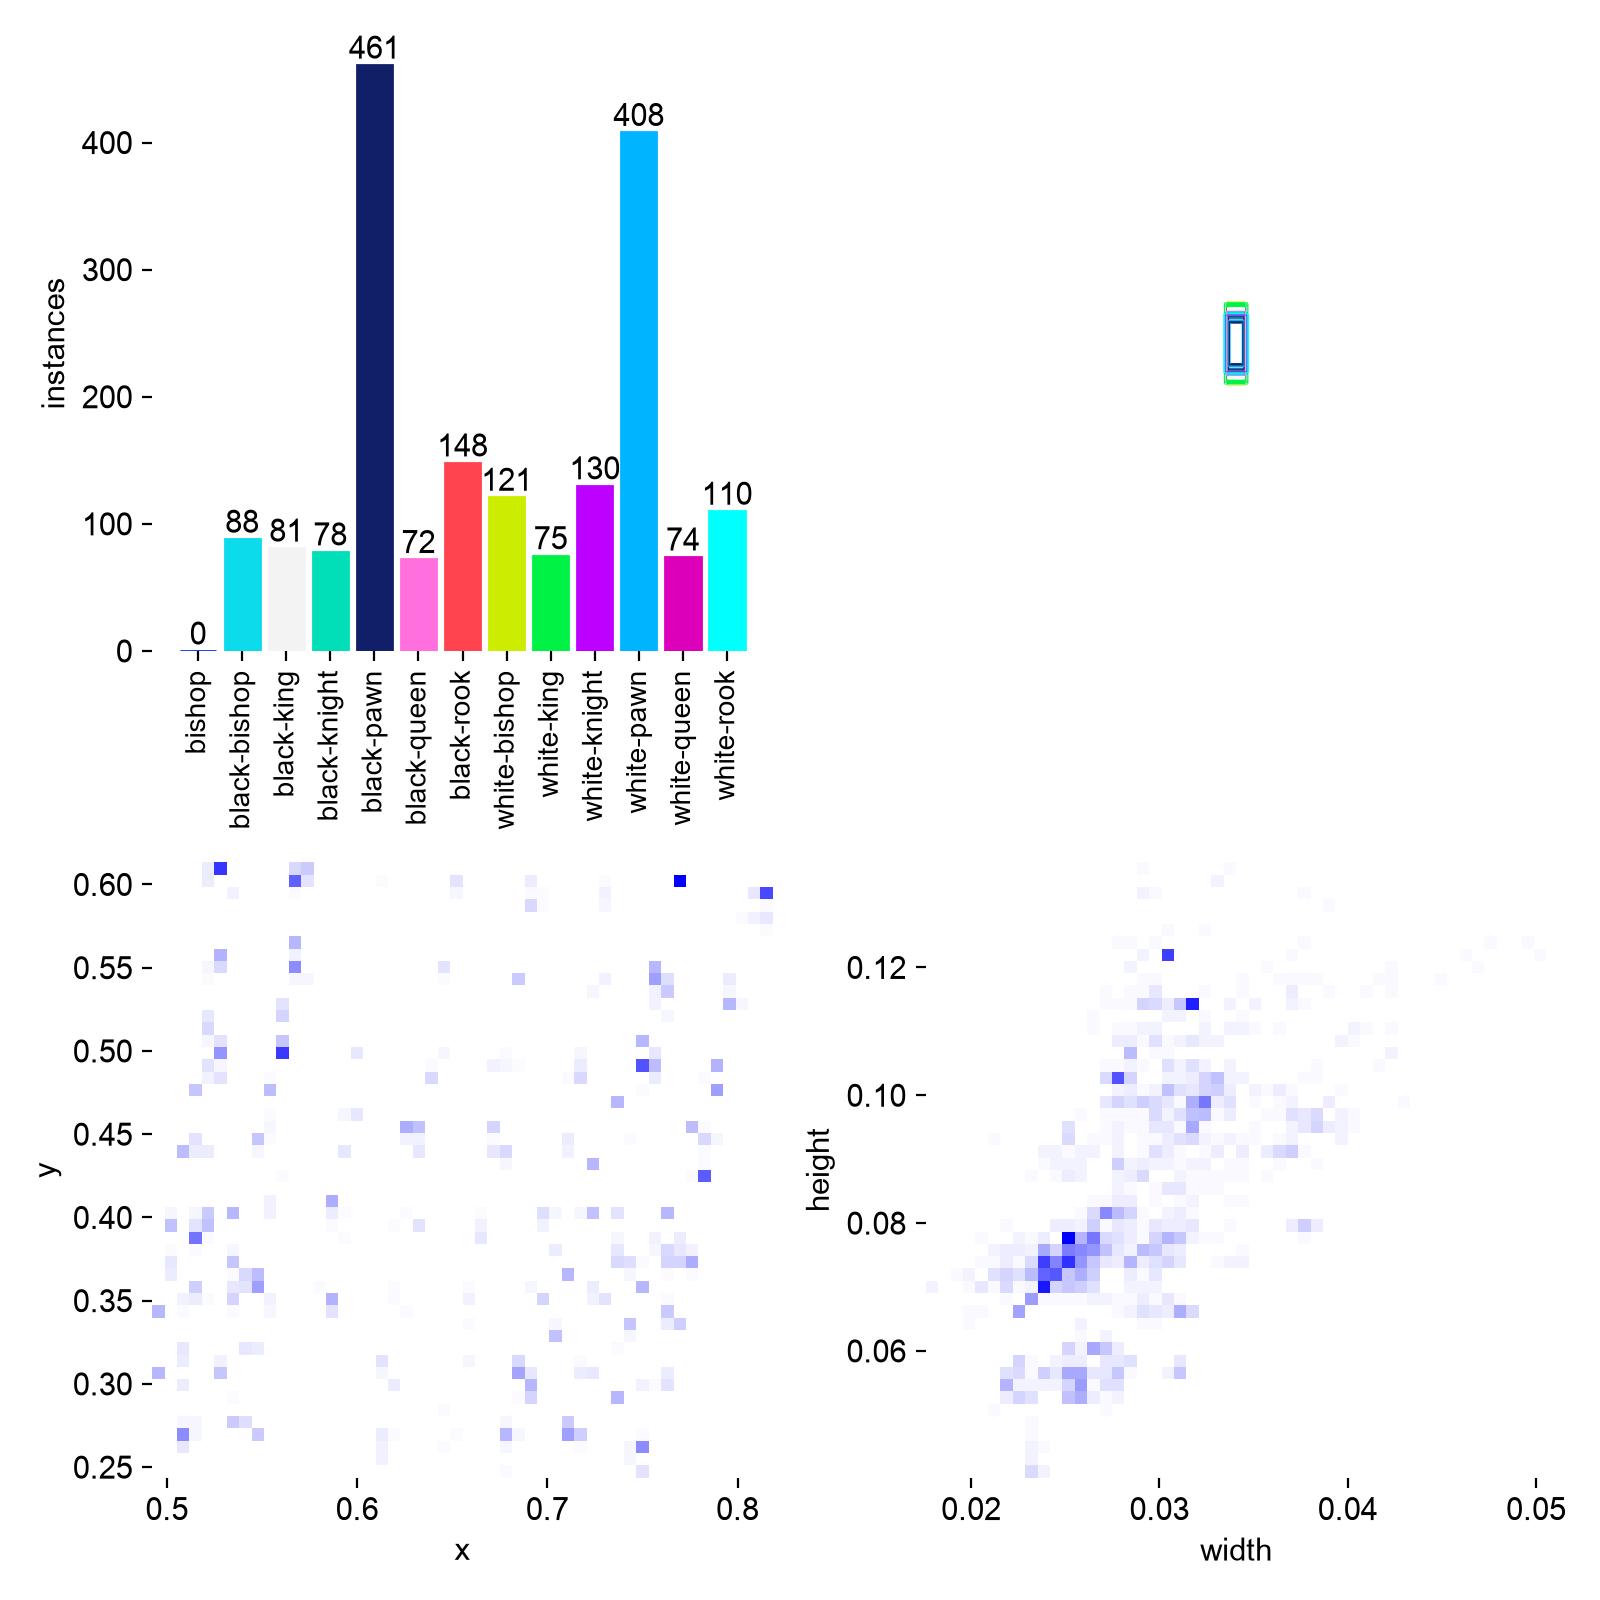 461
408
148
121
130
110
88
81
78
72
75
74
0
400
300
200
100
0
instances
bishop
black-bishop
black-king
black-knight
black-pawn
black-queen
black-rook
white-bishop
white-king
white-knight
white-pawn
white-queen
white-rook
0.60
0.55
0.50
0.45
0.40
0.35
0.30
0.25
y
0.5 0.6 0.7 0.8
x
0.12
0.10
0.08
0.06
height
0.02 0.03 0.04 0.05
width